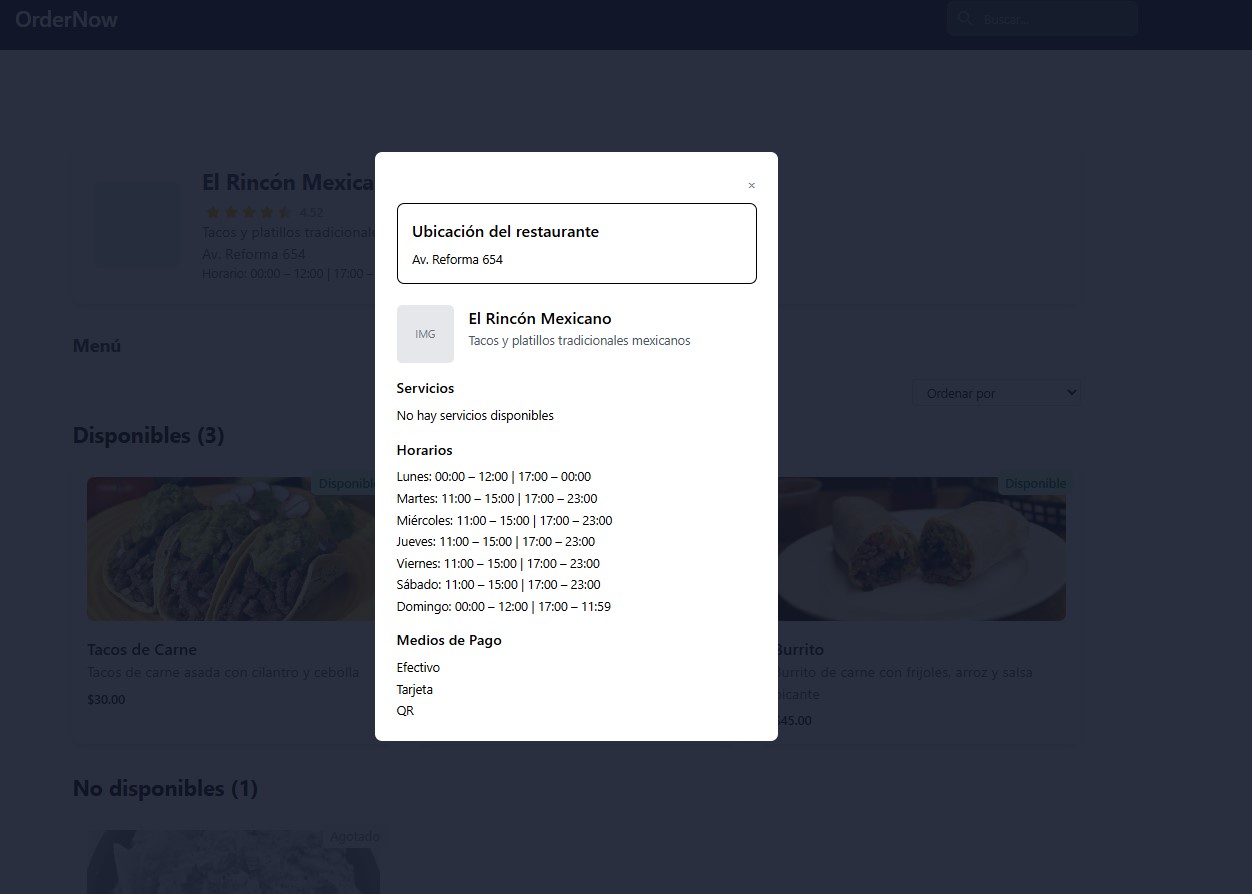 OrderNow
Buscar...
El Rincón Mexica
4.52
Tacos y platillos tradicionale
Av. Reforma 654
Horario: 00:00 – 12:00 | 17:00 –
×
Ubicación del restaurante
Av. Reforma 654
IMG
El Rincón Mexicano
Tacos y platillos tradicionales mexicanos
Servicios
No hay servicios disponibles
Horarios
Lunes: 00:00 – 12:00 | 17:00 – 00:00
Martes: 11:00 – 15:00 | 17:00 – 23:00
Miércoles: 11:00 – 15:00 | 17:00 – 23:00
Jueves: 11:00 – 15:00 | 17:00 – 23:00
Viernes: 11:00 – 15:00 | 17:00 – 23:00
Sábado: 11:00 – 15:00 | 17:00 – 23:00
Domingo: 00:00 – 12:00 | 17:00 – 11:59
Medios de Pago
Efectivo
Tarjeta
QR
Menú
Ordenar por
Disponibles (3)
Disponibl
Disponible
Tacos de Carne
Tacos de carne asada con cilantro y cebolla
$30.00
Burrito
Burrito de carne con frijoles, arroz y salsa
picante
$45.00
No disponibles (1)
Agotado